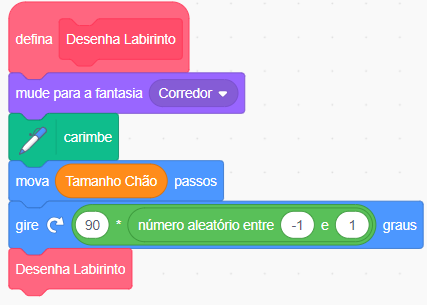 defina Desenha Labirinto
mude para a fantasia Corredor
carimbe
mova Tamanho Chão passos
gire 90 * número aleatório entre -1 e 1 graus
Desenha Labirinto